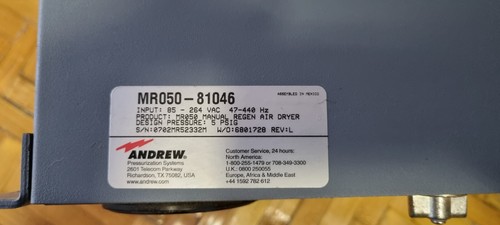 MR050-81046
ASSEMBLED IN MEXICO
INPUT: 85 - 264 VAC 47-440 Hz
PRODUCT: MR050 MANUAL REGEN AIR DRYER
DESIGN PRESSURE: 5 PSIG
S/N:0702MR52332M W/O:6801728 REV:L
ANDREW.
Pressurization Systems
2601 Telecom Parkway
Richardson, TX 75082, USA
www.andrew.com
Customer Service, 24 hours:
North America:
1-800-255-1479 or 708-349-3300
U.K.: 0800 250055
Europe, Africa & Middle East
+44 1592 782 612